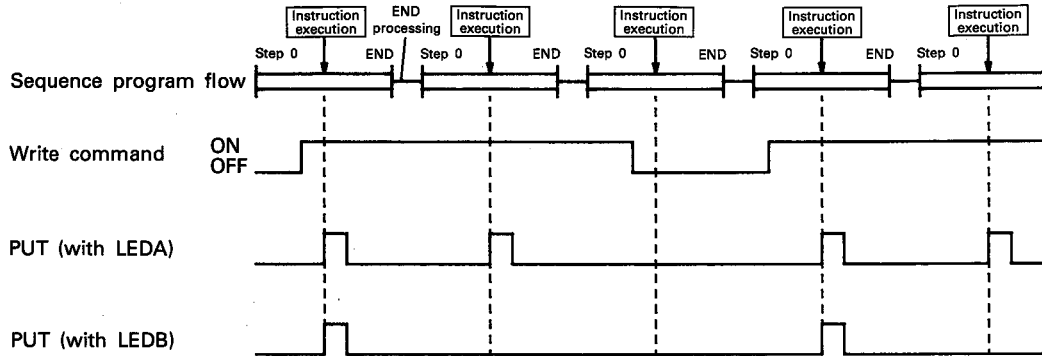 Instruction execution END processing Instruction execution Instruction execution Instruction execution Instruction execution
Step 0 END Step 0 END Step 0 END Step 0 END Step 0
Sequence program flow
Write command ON
OFF
PUT (with LEDA)
PUT (with LEDB)